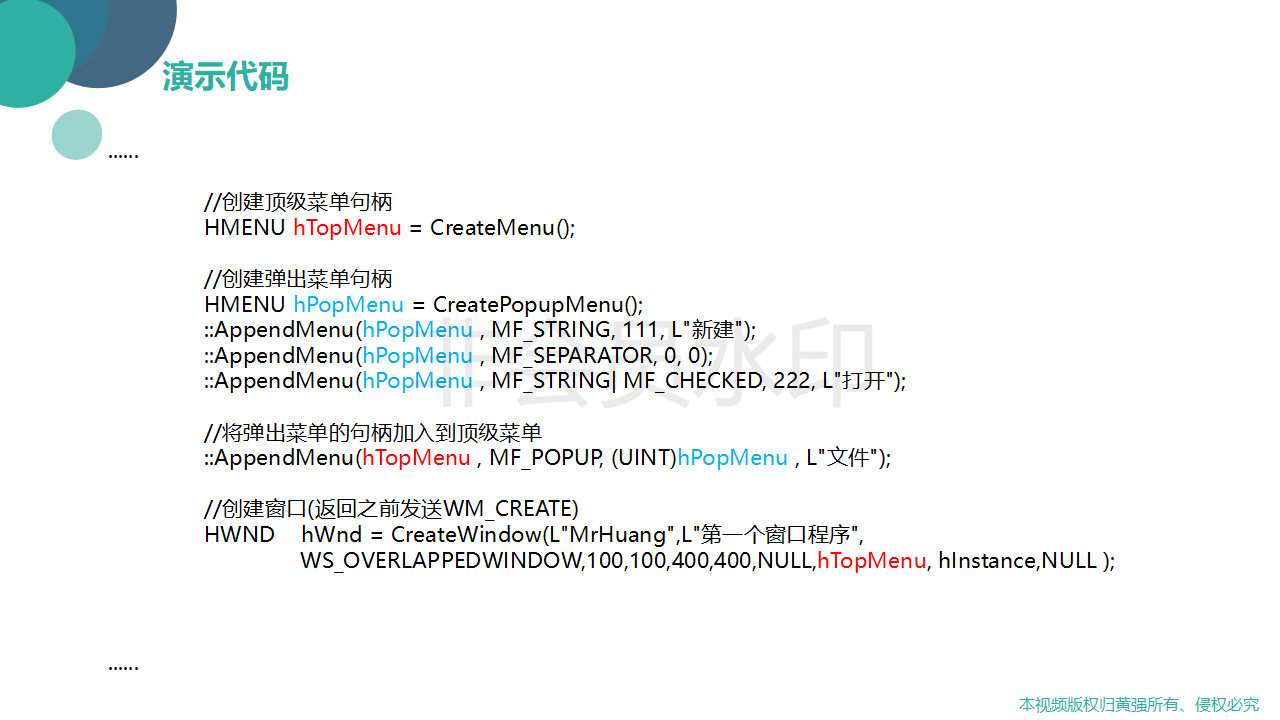 演示代码
......
//创建顶级菜单句柄
HMENU hTopMenu = CreateMenu();
//创建弹出菜单句柄
HMENU hPopMenu = CreatePopupMenu();
::AppendMenu(hPopMenu , MF_STRING, 111, L"新建");
::AppendMenu(hPopMenu , MF_SEPARATOR, 0, 0);
::AppendMenu(hPopMenu , MF_STRING| MF_CHECKED, 222, L"打开");
非会员水印
//将弹出菜单的句柄加入到顶级菜单
::AppendMenu(hTopMenu , MF_POPUP, (UINT)hPopMenu , L"文件");
//创建窗口(返回之前发送WM_CREATE)
HWND hWnd = CreateWindow(L"MrHuang",L"第一个窗口程序",
WS_OVERLAPPEDWINDOW,100,100,400,400,NULL,hTopMenu, hInstance,NULL );
......
本视频版权归黄强所有、侵权必究